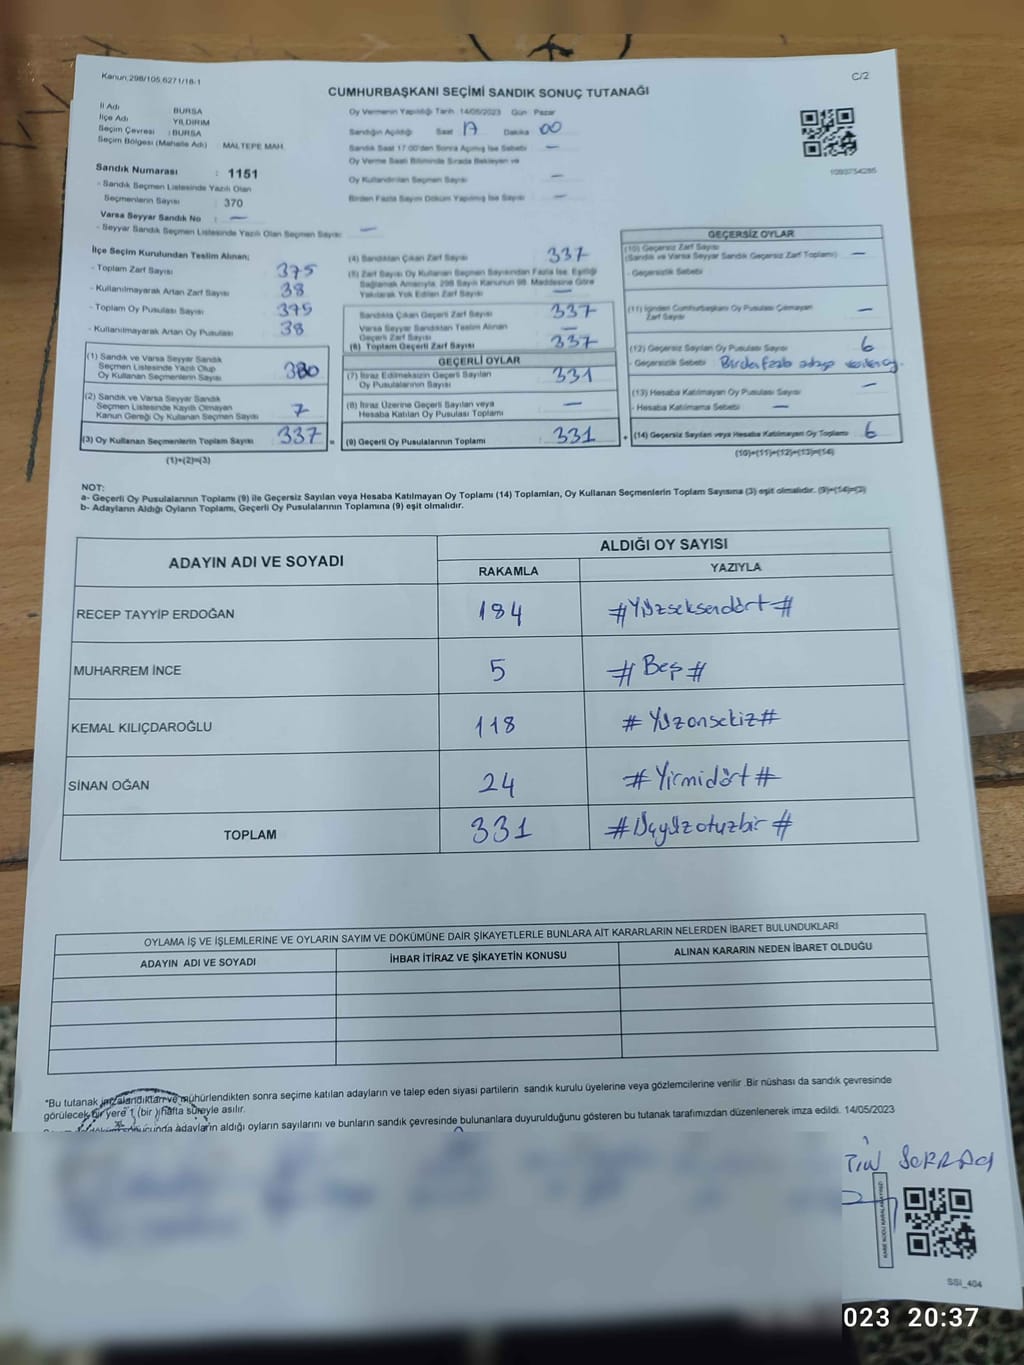 Kanun:298/105,6271/18-1
C/2
CUMHURBAŞKANI SEÇİMİ SANDIK SONUÇ TUTANAĞI
İl Adı BURSA
İlçe Adı YILDIRIM
Seçim Çevresi : BURSA
Seçim Bölgesi (Mahalle Adı) MALTEPE MAH.
Oy Vermenin Yapıldığı Tarih: 14/05/2023 Gün: Pazar
Sandığın Açıldığı Saat 17 Dakika 00
Sandık Saat 17:00'den Sonra Açılmış İse Sebebi —
Oy Verme Saati Bitiminde Sırada Bekleyen ve
Oy Kullandırılan Seçmen Sayısı —
Birden Fazla Sayım Döküm Yapılmış İse Sayısı —
1093754285
Sandık Numarası : 1151
- Sandık Seçmen Listesinde Yazılı Olan
Seçmenlerin Sayısı 370
Varsa Seyyar Sandık No : —
- Seyyar Sandık Seçmen Listesinde Yazılı Olan Seçmen Sayısı: —
İlçe Seçim Kurulundan Teslim Alınan;
- Toplam Zarf Sayısı 375
- Kullanılmayarak Artan Zarf Sayısı 38
- Toplam Oy Pusulası Sayısı 375
- Kullanılmayarak Artan Oy Pusulası 38
(1) Sandık ve Varsa Seyyar Sandık
Seçmen Listesinde Yazılı Olup
Oy Kullanan Seçmenlerin Sayısı 330
(2) Sandık ve Varsa Seyyar Sandık
Seçmen Listesinde Kayıtlı Olmayan
Kanun Gereği Oy Kullanan Seçmen Sayısı 7
(3) Oy Kullanan Seçmenlerin Toplam Sayısı 337 =
(1)+(2)=(3)
(4) Sandıktan Çıkan Zarf Sayısı 337
(5) Zarf Sayısı Oy Kullanan Seçmen Sayısından Fazla İse, Eşitliği
Sağlamak Amacıyla, 298 Sayılı Kanunun 98. Maddesine Göre
Yakılarak Yok Edilen Zarf Sayısı —
Sandıkta Çıkan Geçerli Zarf Sayısı 337
Varsa Seyyar Sandıktan Teslim Alınan
Geçerli Zarf Sayısı —
(6) Toplam Geçerli Zarf Sayısı 337
GEÇERLİ OYLAR
(7) İtiraz Edilmeksizin Geçerli Sayılan
Oy Pusulalarının Sayısı 331
(8) İtiraz Üzerine Geçerli Sayılan veya
Hesaba Katılan Oy Pusulası Toplamı —
(9) Geçerli Oy Pusulalarının Toplamı 331 +
GEÇERSİZ OYLAR
(10) Geçersiz Zarf Sayısı
(Sandık ve Varsa Seyyar Sandık Geçersiz Zarf Toplamı) —
- Geçersizlik Sebebi
(11) İçinden Cumhurbaşkanı Oy Pusulası Çıkmayan
Zarf Sayısı —
(12) Geçersiz Sayılan Oy Pusulası Sayısı 6
- Geçersizlik Sebebi Birden fazla adaya
(13) Hesaba Katılmayan Oy Pusulası Sayısı —
- Hesaba Katılmama Sebebi —
(14) Geçersiz Sayılan veya Hesaba Katılmayan Oy Toplamı 6
(10)+(11)+(12)+(13)=(14)
NOT:
a- Geçerli Oy Pusulalarının Toplamı (9) ile Geçersiz Sayılan veya Hesaba Katılmayan Oy Toplamı (14) Toplamları, Oy Kullanan Seçmenlerin Toplam Sayısına (3) eşit olmalıdır. (9)+(14)=(3)
b- Adayların Aldığı Oyların Toplamı, Geçerli Oy Pusulalarının Toplamına (9) eşit olmalıdır.
ADAYIN ADI VE SOYADI
ALDIĞI OY SAYISI
RAKAMLA YAZIYLA
RECEP TAYYİP ERDOĞAN 184 #Yüzseksendört#
MUHARREM İNCE 5 #Beş#
KEMAL KILIÇDAROĞLU 118 #Yüzonsekiz#
SİNAN OĞAN 24 #Yirmidört#
TOPLAM 331 #Üçyüzotuzbir#
OYLAMA İŞ VE İŞLEMLERİNE VE OYLARIN SAYIM VE DÖKÜMÜNE DAİR ŞİKAYETLERLE BUNLARA AİT KARARLARIN NELERDEN İBARET BULUNDUKLARI
ADAYIN ADI VE SOYADI
İHBAR İTİRAZ VE ŞİKAYETİN KONUSU
ALINAN KARARIN NEDEN İBARET OLDUĞU
*Bu tutanak imzalandıktan ve mühürlendikten sonra seçime katılan adayların ve talep eden siyasi partilerin sandık kurulu üyelerine veya gözlemcilerine verilir .Bir nüshası da sandık çevresinde
görülecek bir yere 1 (bir ) hafta süreyle asılır.
adayların aldığı oyların sayılarını ve bunların sandık çevresinde bulunanlara duyurulduğunu gösteren bu tutanak tarafımızdan düzenlenerek imza edildi. 14/05/2023
SSI_404
023 20:37